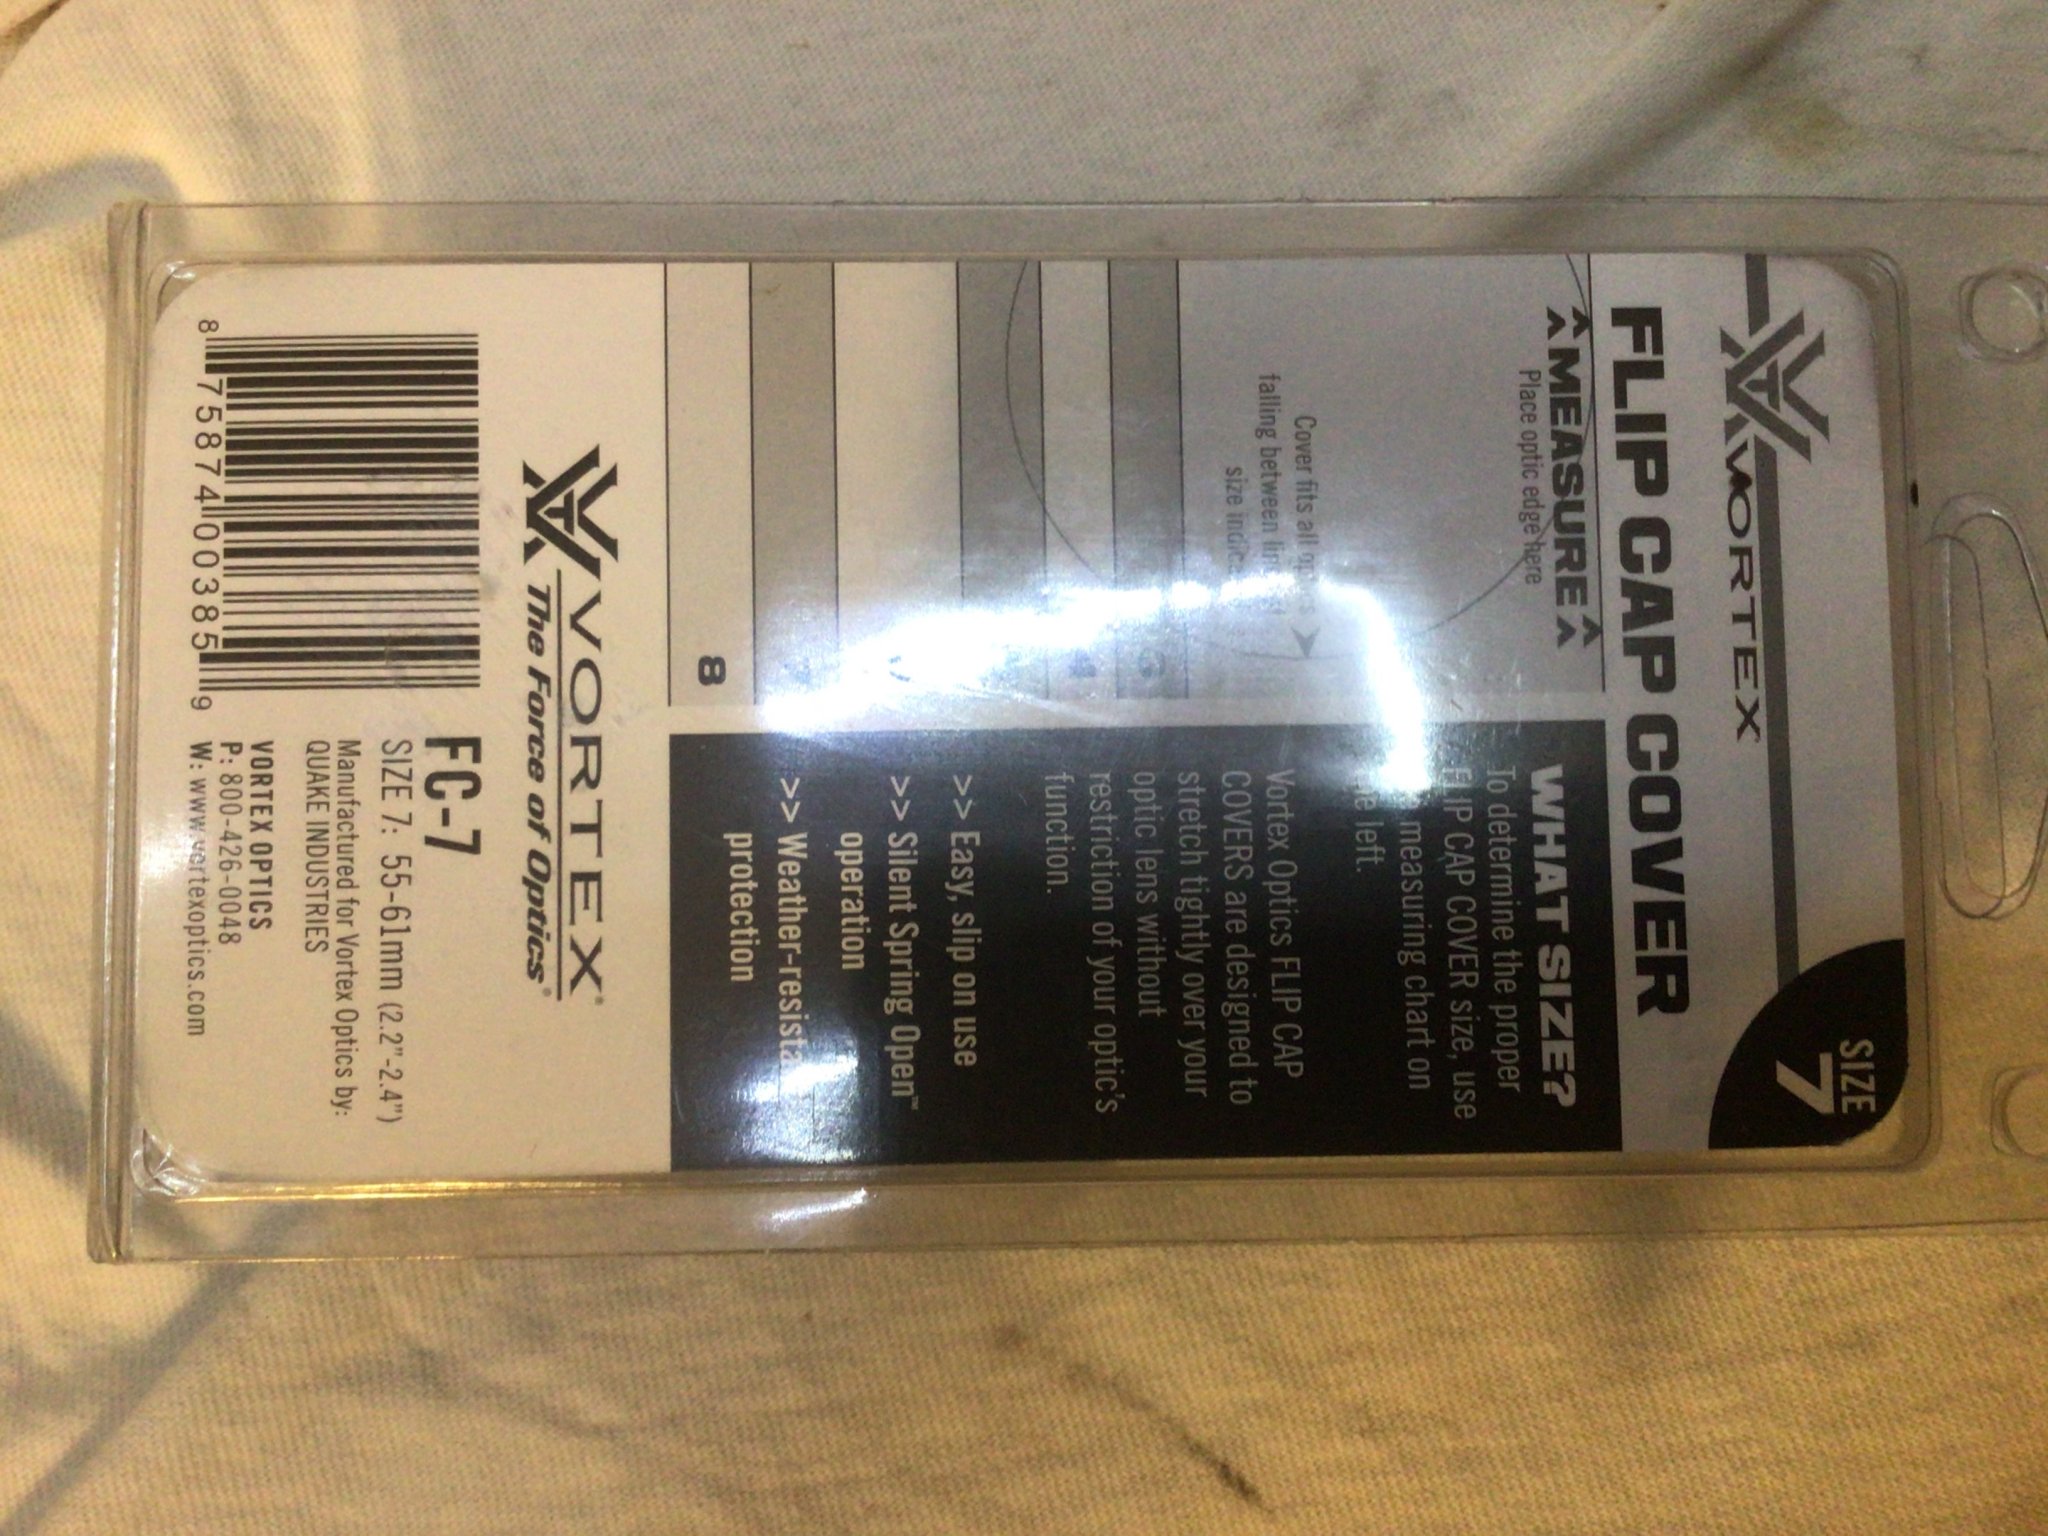 VORTEX
SIZE
7
FLIP CAP COVER
^ MEASURE ^
Place optic edge here
Cover fits all
falling between
size
8
WHAT SIZE?
To determine the proper
FLIP CAP COVER size, use
measuring chart on
left.
Vortex Optics FLIP CAP
COVERS are designed to
stretch tightly over your
optic lens without
restriction of your optic's
function.
>> Easy, slip on use
>> Silent Spring Open™
operation
>> Weather-resista
protection
VORTEX®
The Force of Optics®
8 75874 00385 9
FC-7
SIZE 7: 55-61mm (2.2"-2.4")
Manufactured for Vortex Optics by:
QUAKE INDUSTRIES
VORTEX OPTICS
P: 800-426-0048
W: www.vortexoptics.com